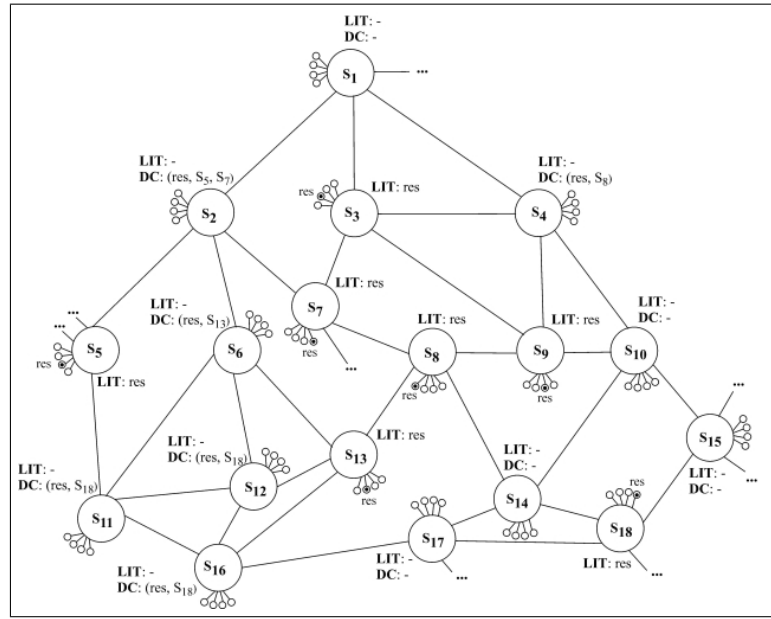 LIT: -
DC: -
S1
...
LIT: -
DC: (res, S5, S7)
S2
res
LIT: res
S3
LIT: -
DC: (res, S8)
S4
LIT: res
S7
res
...
LIT: -
DC: (res, S13)
S6
...
...
S5
res
LIT: res
LIT: res
S8
res
LIT: res
S9
res
LIT: -
DC: -
S10
...
S15
LIT: -
DC: -
...
LIT: res
S13
res
LIT: -
DC: (res, S18)
S12
LIT: -
DC: (res, S18)
S11
LIT: -
DC: -
S14
res
S18
LIT: res
...
S17
LIT: -
DC: -
...
S16
LIT: -
DC: (res, S18)